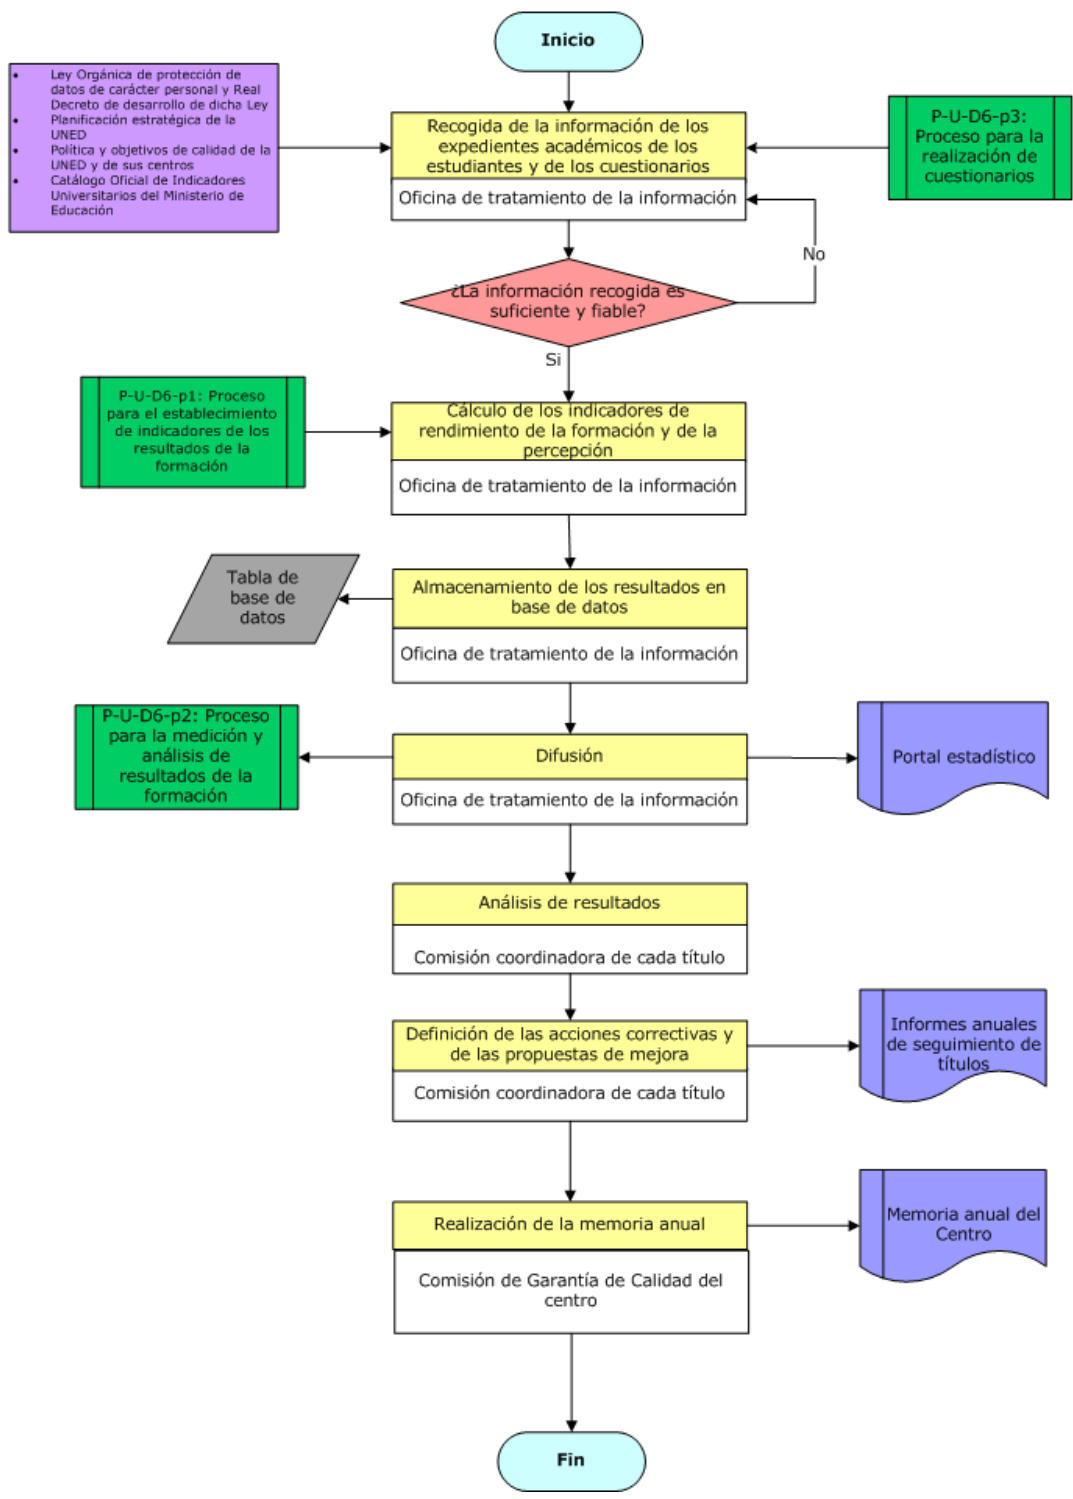 Inicio
• Ley Orgánica de protección de
datos de carácter personal y Real
Decreto de desarrollo de dicha Ley
• Planificación estratégica de la
UNED
• Política y objetivos de calidad de la
UNED y de sus centros
• Catálogo Oficial de Indicadores
Universitarios del Ministerio de
Educación
Recogida de la información de los
expedientes académicos de los
estudiantes y de los cuestionarios
Oficina de tratamiento de la información
P-U-D6-p3:
Proceso para la
realización de
cuestionarios
No
¿La información recogida es
suficiente y fiable?
Si
P-U-D6-p1: Proceso
para el establecimiento
de indicadores de los
resultados de la
formación
Cálculo de los indicadores de
rendimiento de la formación y de la
percepción
Oficina de tratamiento de la información
Tabla de
base de
datos
Almacenamiento de los resultados en
base de datos
Oficina de tratamiento de la información
P-U-D6-p2: Proceso
para la medición y
análisis de
resultados de la
formación
Difusión
Oficina de tratamiento de la información
Portal estadístico
Análisis de resultados
Comisión coordinadora de cada título
Definición de las acciones correctivas y
de las propuestas de mejora
Comisión coordinadora de cada título
Informes anuales
de seguimiento de
títulos
Realización de la memoria anual
Comisión de Garantía de Calidad del
centro
Memoria anual del
Centro
Fin